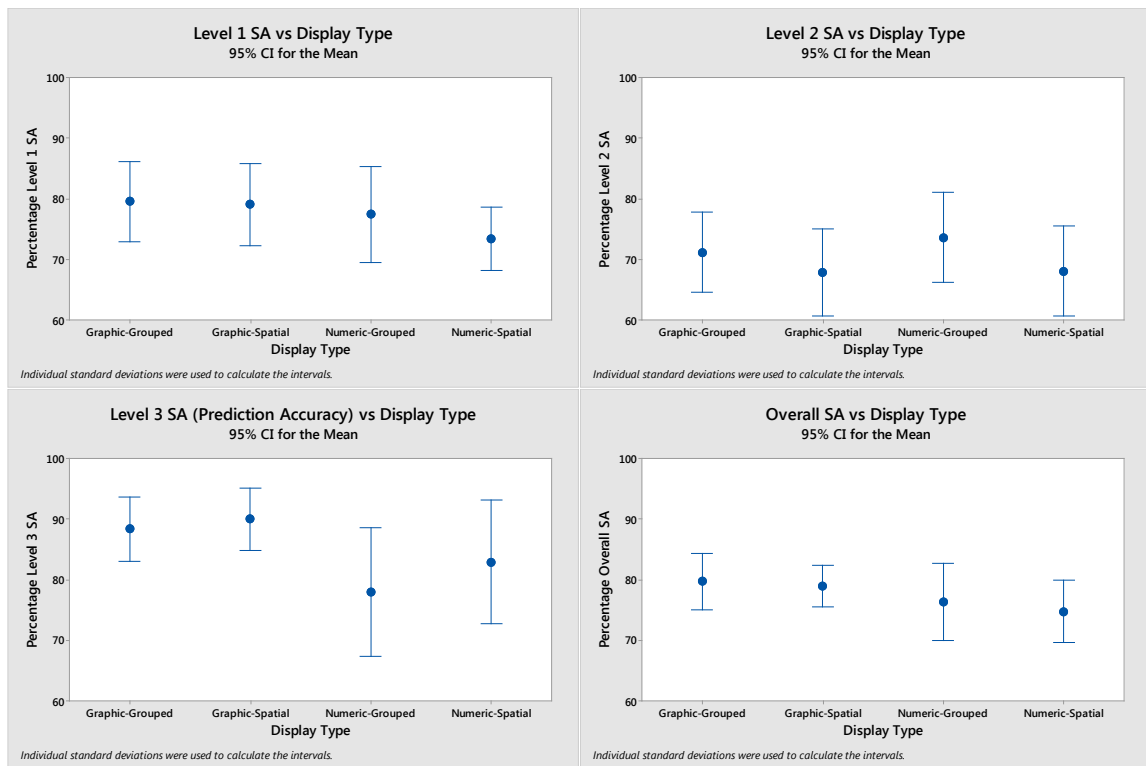 Level 1 SA vs Display Type
95% CI for the Mean
100
90
80
70
60
Perctentage Level 1 SA
Graphic-Grouped Graphic-Spatial Numeric-Grouped Numeric-Spatial
Display Type
Individual standard deviations were used to calculate the intervals.
Level 2 SA vs Display Type
95% CI for the Mean
100
90
80
70
60
Percentage Level 2 SA
Graphic-Grouped Graphic-Spatial Numeric-Grouped Numeric-Spatial
Display Type
Individual standard deviations were used to calculate the intervals.
Level 3 SA (Prediction Accuracy) vs Display Type
95% CI for the Mean
100
90
80
70
60
Percentage Level 3 SA
Graphic-Grouped Graphic-Spatial Numeric-Grouped Numeric-Spatial
Display Type
Individual standard deviations were used to calculate the intervals.
Overall SA vs Display Type
95% CI for the Mean
100
90
80
70
60
Percentage Overall SA
Graphic-Grouped Graphic-Spatial Numeric-Grouped Numeric-Spatial
Display Type
Individual standard deviations were used to calculate the intervals.